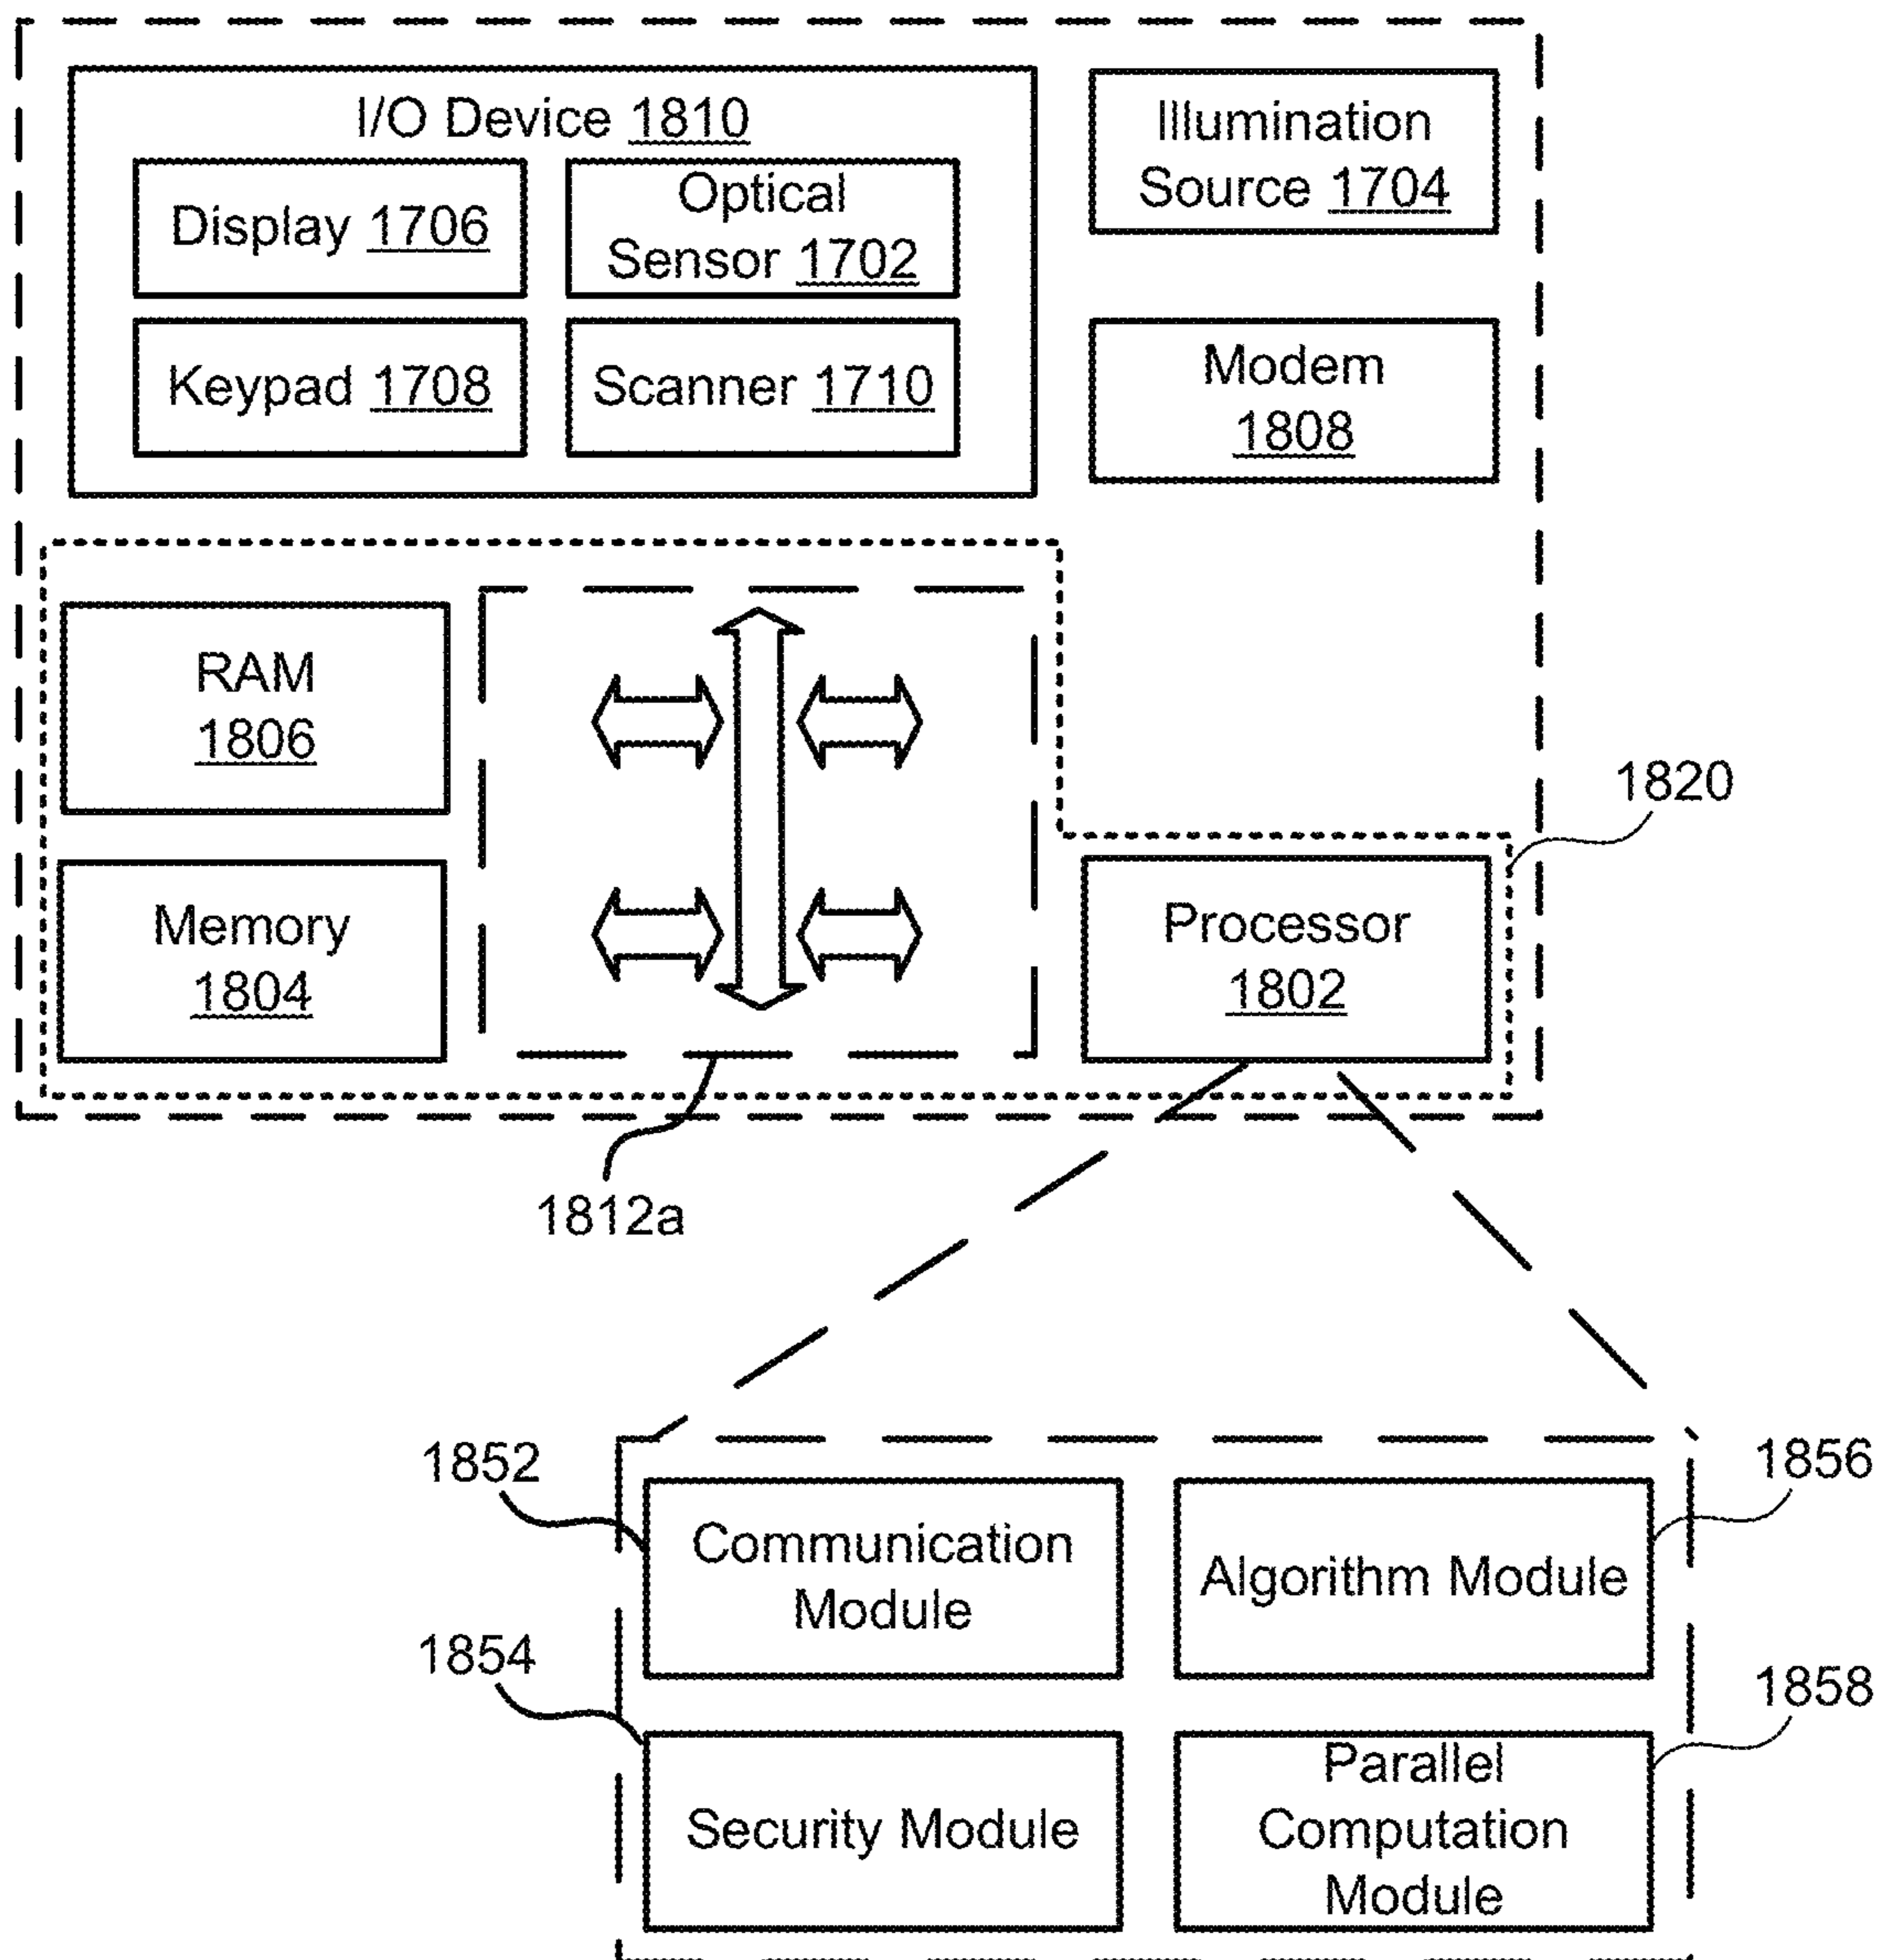 I/O Device 1810
Display 1706
Optical
Sensor 1702
Keypad 1708
Scanner 1710
Illumination
Source 1704
Modem
1808
RAM
1806
Memory
1804
1820
Processor
1802
1812a
1852
Communication
Module
1856
Algorithm Module
1854
Security Module
1858
Parallel
Computation
Module